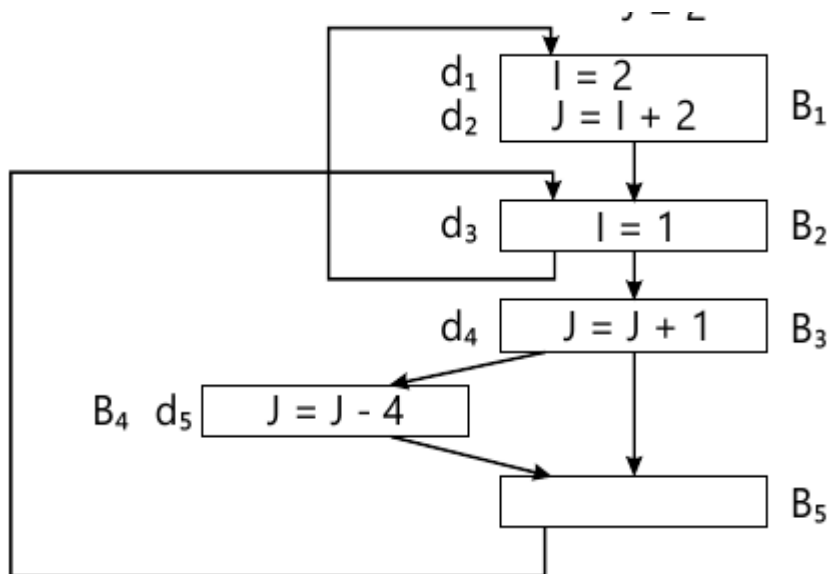 d₁ I = 2
d₂ J = I + 2 B₁
d₃ I = 1 B₂
d₄ J = J + 1 B₃
B₄ d₅ J = J - 4
B₅